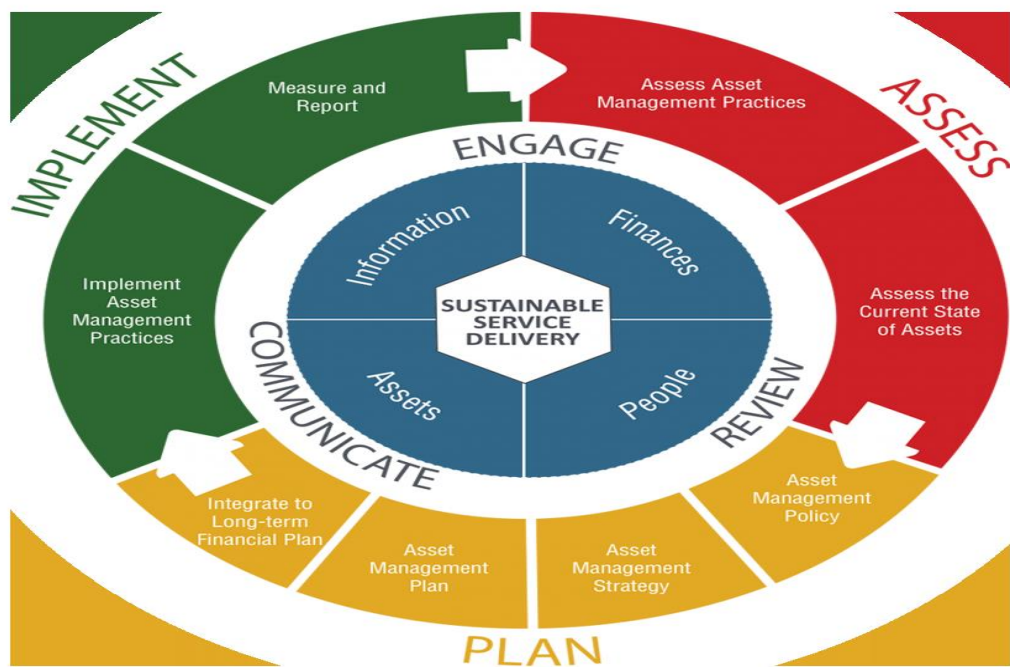 IMPLEMENT
Measure and
Report
Assess Asset
Management Practices
ASSESS
ENGAGE
Information
Finances
Implement
Asset
Management
Practices
SUSTAINABLE
SERVICE
DELIVERY
Assess the
Current State
of Assets
COMMUNICATE
Assets
People
REVIEW
Integrate to
Long-term
Financial Plan
Asset
Management
Plan
Asset
Management
Strategy
Asset
Management
Policy
PLAN